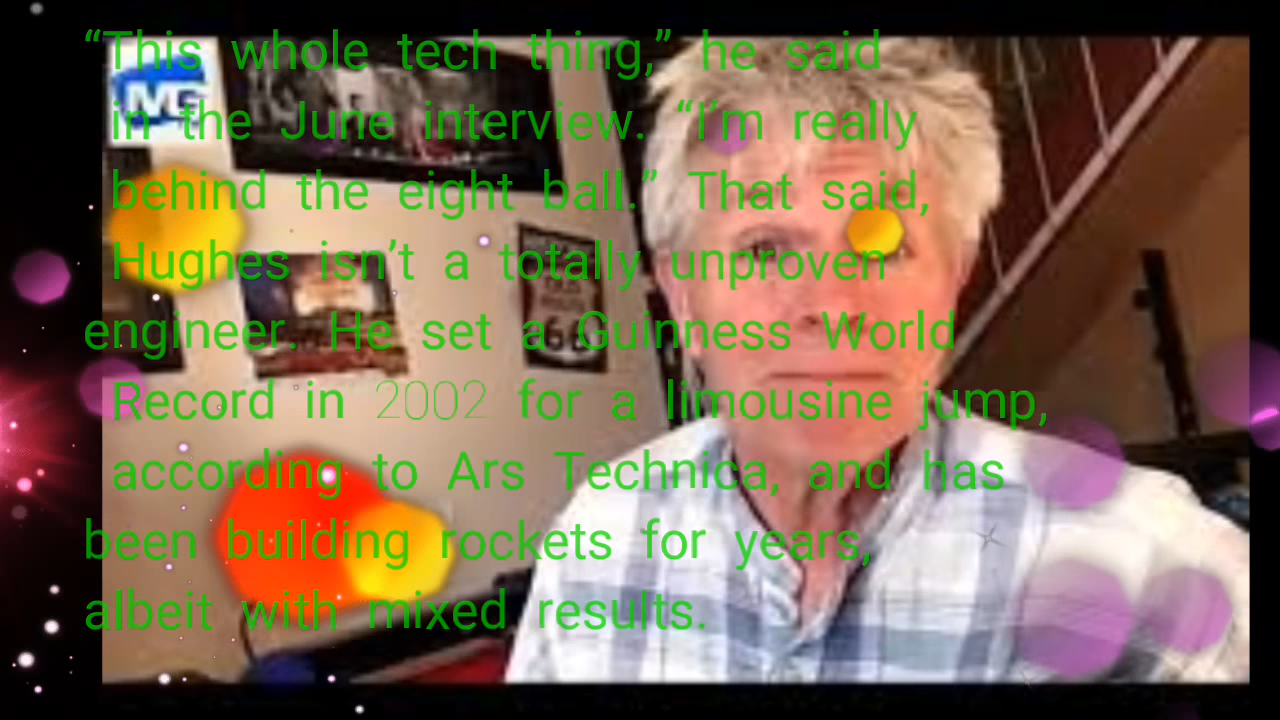 “This whole tech thing,” he said
in the June interview. “I’m really
behind the eight ball.” That said,
Hughes isn’t a totally unproven
engineer. He set a Guinness World
Record in 2002 for a limousine jump,
according to Ars Technica, and has
been building rockets for years,
albeit with mixed results.